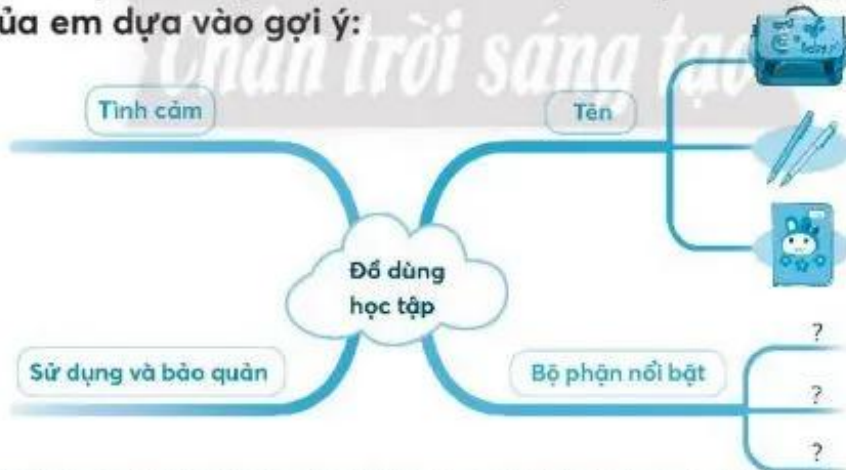 ủa em dựa vào gợi ý:
Chân trời sáng tạo
Tình cảm
Tên
Đồ dùng
học tập
Sử dụng và bảo quản
Bộ phận nổi bật
?
?
?